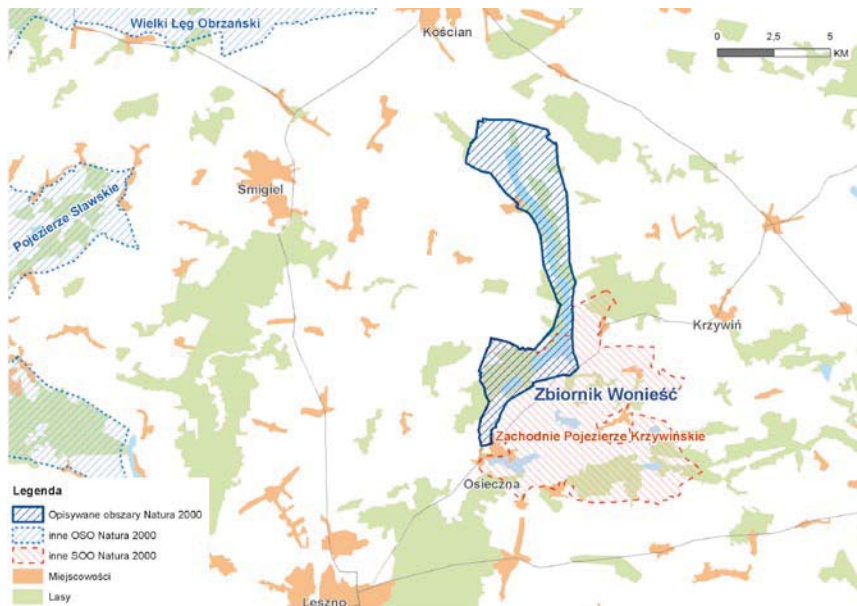 Wielki Łęg Obrzański
Kościan
0 2,5 5
KM
Śmigiel
Pojezierze Sławskie
Krzywiń
Zbiornik Wonieść
Zachodnie Pojezierze Krzywińskie
Osieczna
Legenda
Opisywane obszary Natura 2000
inne OSO Natura 2000
inne SOO Natura 2000
Miejscowości
Lasy
Leszno